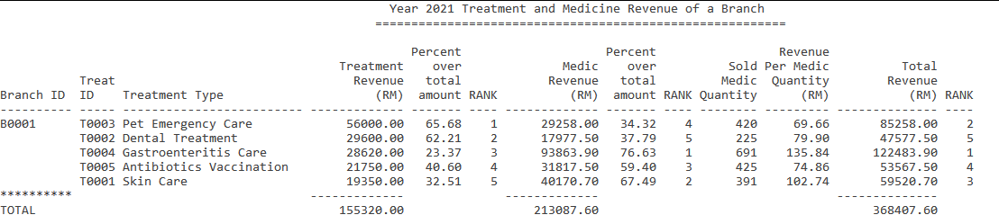 Year 2021 Treatment and Medicine Revenue of a Branch
=========================================================
Percent Percent Revenue
Treatment over Medic over Sold Per Medic Total
Treat Revenue total Revenue total Medic Quantity Revenue
Branch ID ID Treatment Type (RM) amount RANK (RM) amount RANK Quantity (RM) (RM) RANK
---------- ----- ------------------------- ------------- ------- ---- ------------- ------- ---- -------- --------- -------------- ----
B0001 T0003 Pet Emergency Care 56000.00 65.68 1 29258.00 34.32 4 420 69.66 85258.00 2
T0002 Dental Treatment 29600.00 62.21 2 17977.50 37.79 5 225 79.90 47577.50 5
T0004 Gastroenteritis Care 28620.00 23.37 3 93863.90 76.63 1 691 135.84 122483.90 1
T0005 Antibiotics Vaccination 21750.00 40.60 4 31817.50 59.40 3 425 74.86 53567.50 4
T0001 Skin Care 19350.00 32.51 5 40170.70 67.49 2 391 102.74 59520.70 3
********** ------------- ------------- --------------
TOTAL 155320.00 213087.60 368407.60